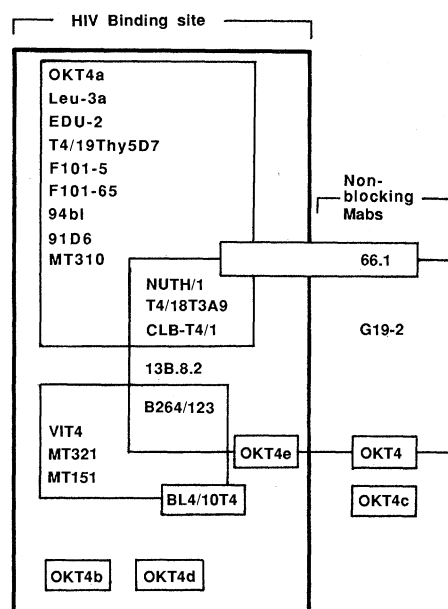 HIV Binding site
OKT4a
Leu-3a
EDU-2
T4/19Thy5D7
F101-5
F101-65
94bl
91D6
MT310
Non-
blocking
Mabs
66.1
NUTH/1
T4/18T3A9
CLB-T4/1
G19-2
13B.8.2
B264/123
VIT4
MT321
MT151
OKT4e
OKT4
BL4/10T4
OKT4c
OKT4b
OKT4d